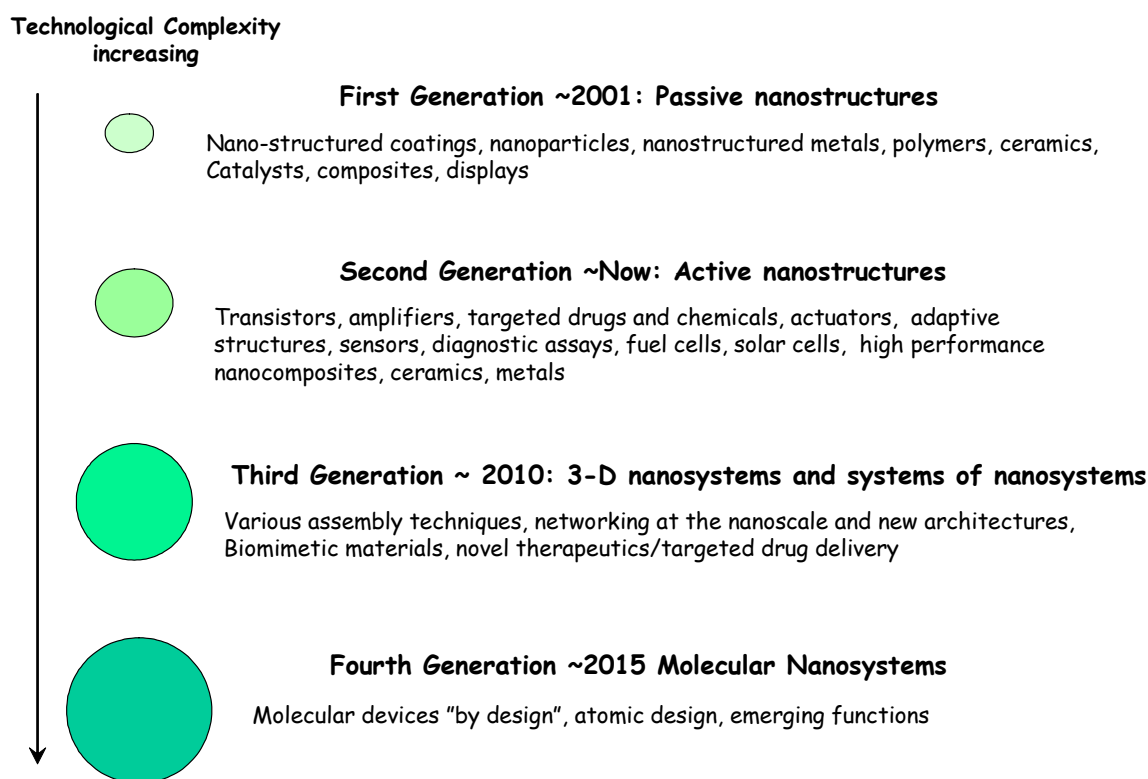 Technological Complexity
increasing
First Generation ~2001: Passive nanostructures
Nano-structured coatings, nanoparticles, nanostructured metals, polymers, ceramics,
Catalysts, composites, displays
Second Generation ~Now: Active nanostructures
Transistors, amplifiers, targeted drugs and chemicals, actuators, adaptive
structures, sensors, diagnostic assays, fuel cells, solar cells, high performance
nanocomposites, ceramics, metals
Third Generation ~ 2010: 3-D nanosystems and systems of nanosystems
Various assembly techniques, networking at the nanoscale and new architectures,
Biomimetic materials, novel therapeutics/targeted drug delivery
Fourth Generation ~2015 Molecular Nanosystems
Molecular devices ”by design”, atomic design, emerging functions